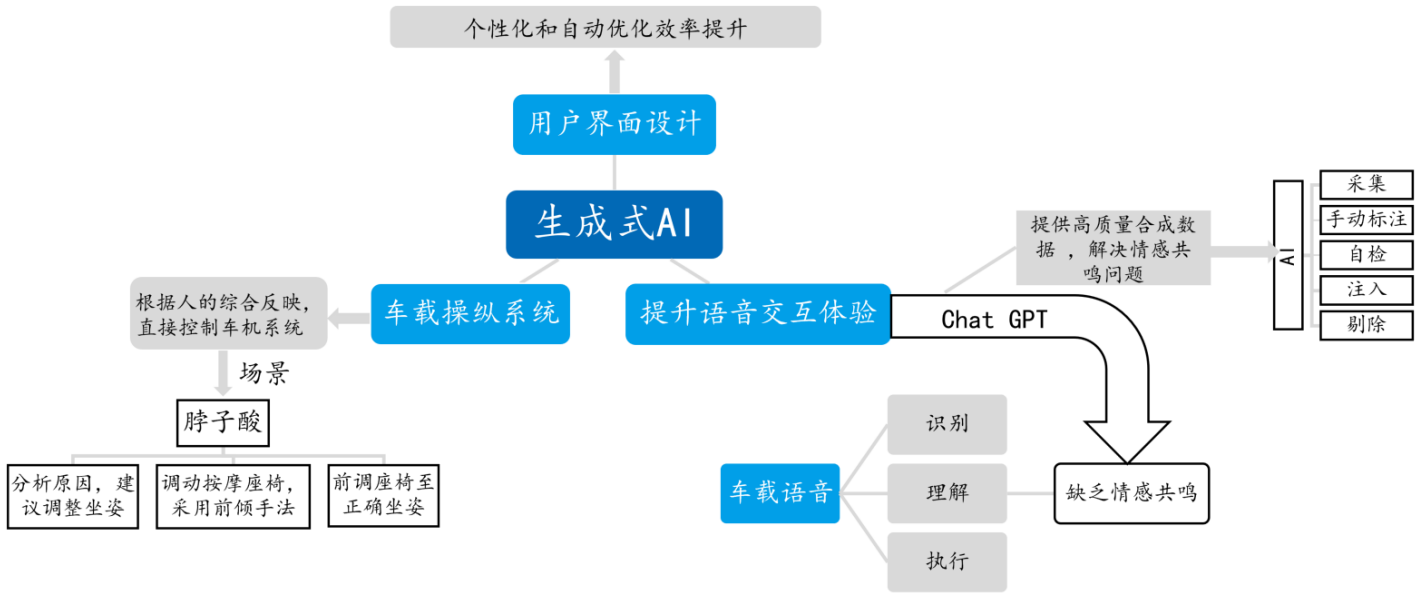 个性化和自动优化效率提升
用户界面设计
生成式AI
采集
手动标注
自检
注入
剔除
AI
提供高质量合成数
据 ，解决情感共
鸣问题
根据人的综合反映，
直接控制车机系统
车载操纵系统
提升语音交互体验
Chat GPT
场景
脖子酸
分析原因，建
议调整坐姿
调动按摩座椅，
采用前倾手法
前调座椅至
正确坐姿
车载语音
识别
理解
执行
缺乏情感共鸣